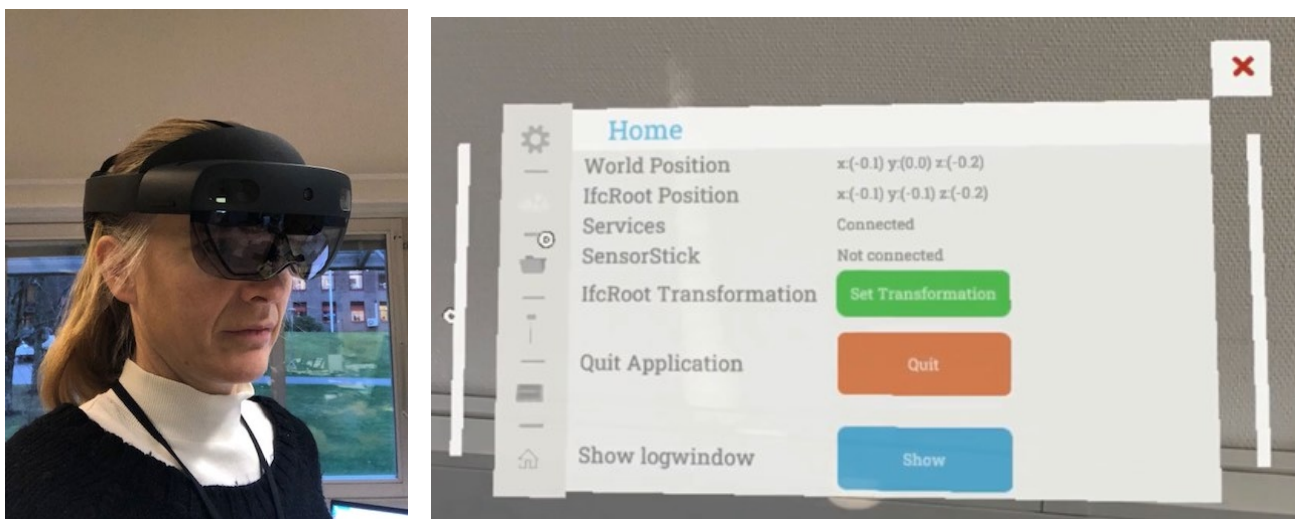 Home
World Position x:(-0.1) y:(0.0) z:(-0.2)
IfcRoot Position x:(-0.1) y:(-0.1) z:(-0.2)
Services Connected
SensorStick Not connected
IfcRoot Transformation Set Transformation
Quit Application Quit
Show logwindow Show